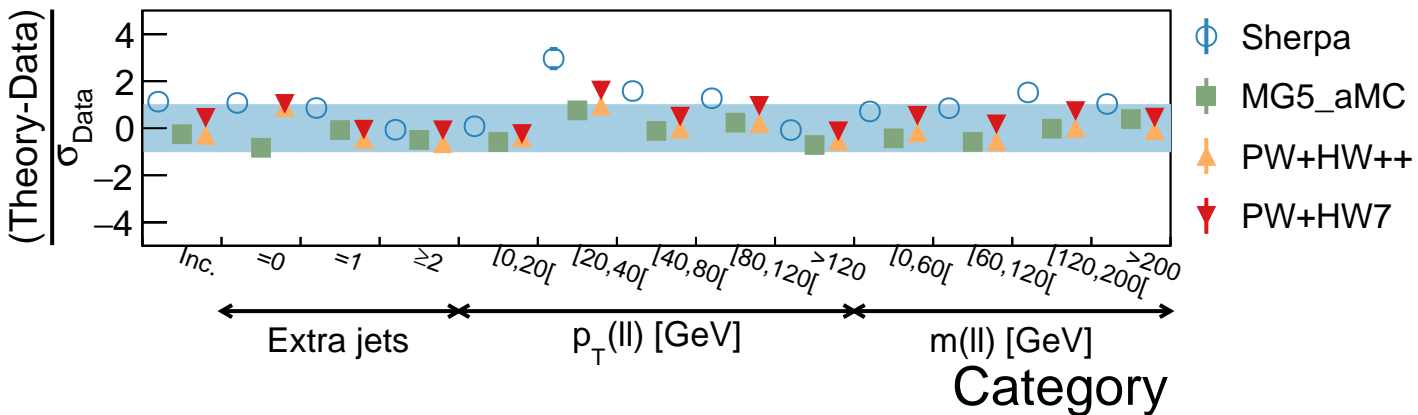 (Theory-Data)
σ_Data
4
2
0
−2
−4
Inc.
=0
=1
≥2
[0,20[
[20,40[
[40,80[
[80,120[
>120
[0,60[
[60,120[
[120,200[
>200
Extra jets
p_T(ll) [GeV]
m(ll) [GeV]
Category
Sherpa
MG5_aMC
PW+HW++
PW+HW7